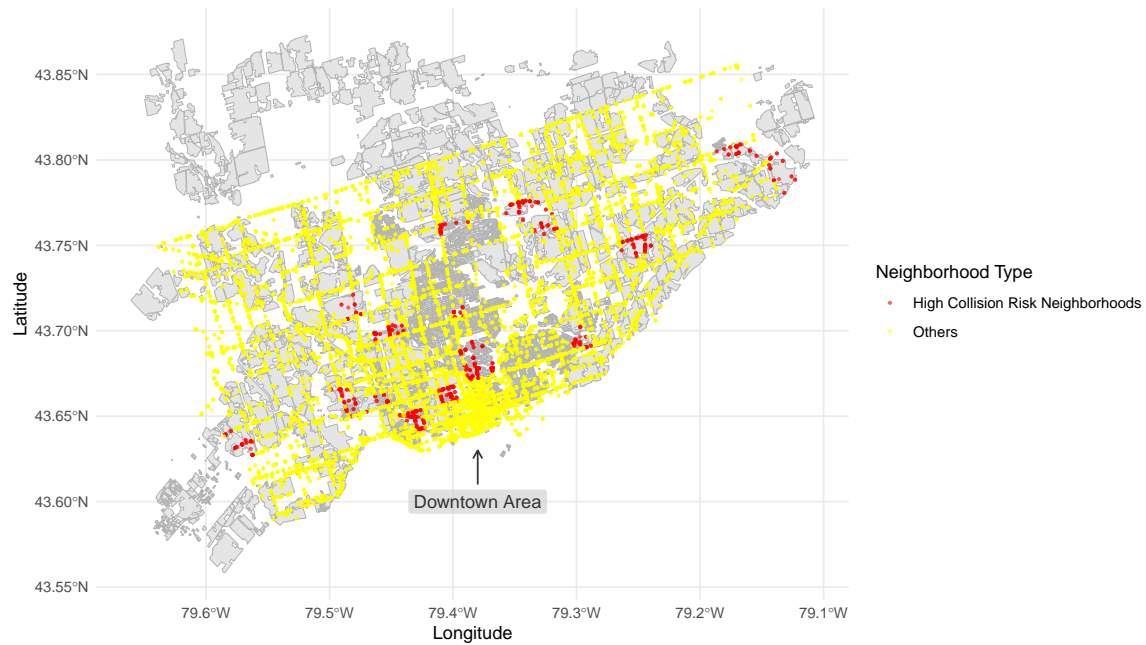 43.85°N
43.80°N
43.75°N
43.70°N
43.65°N
43.60°N
43.55°N
Latitude
79.6°W 79.5°W 79.4°W 79.3°W 79.2°W 79.1°W
Longitude
Downtown Area
Neighborhood Type
High Collision Risk Neighborhoods
Others